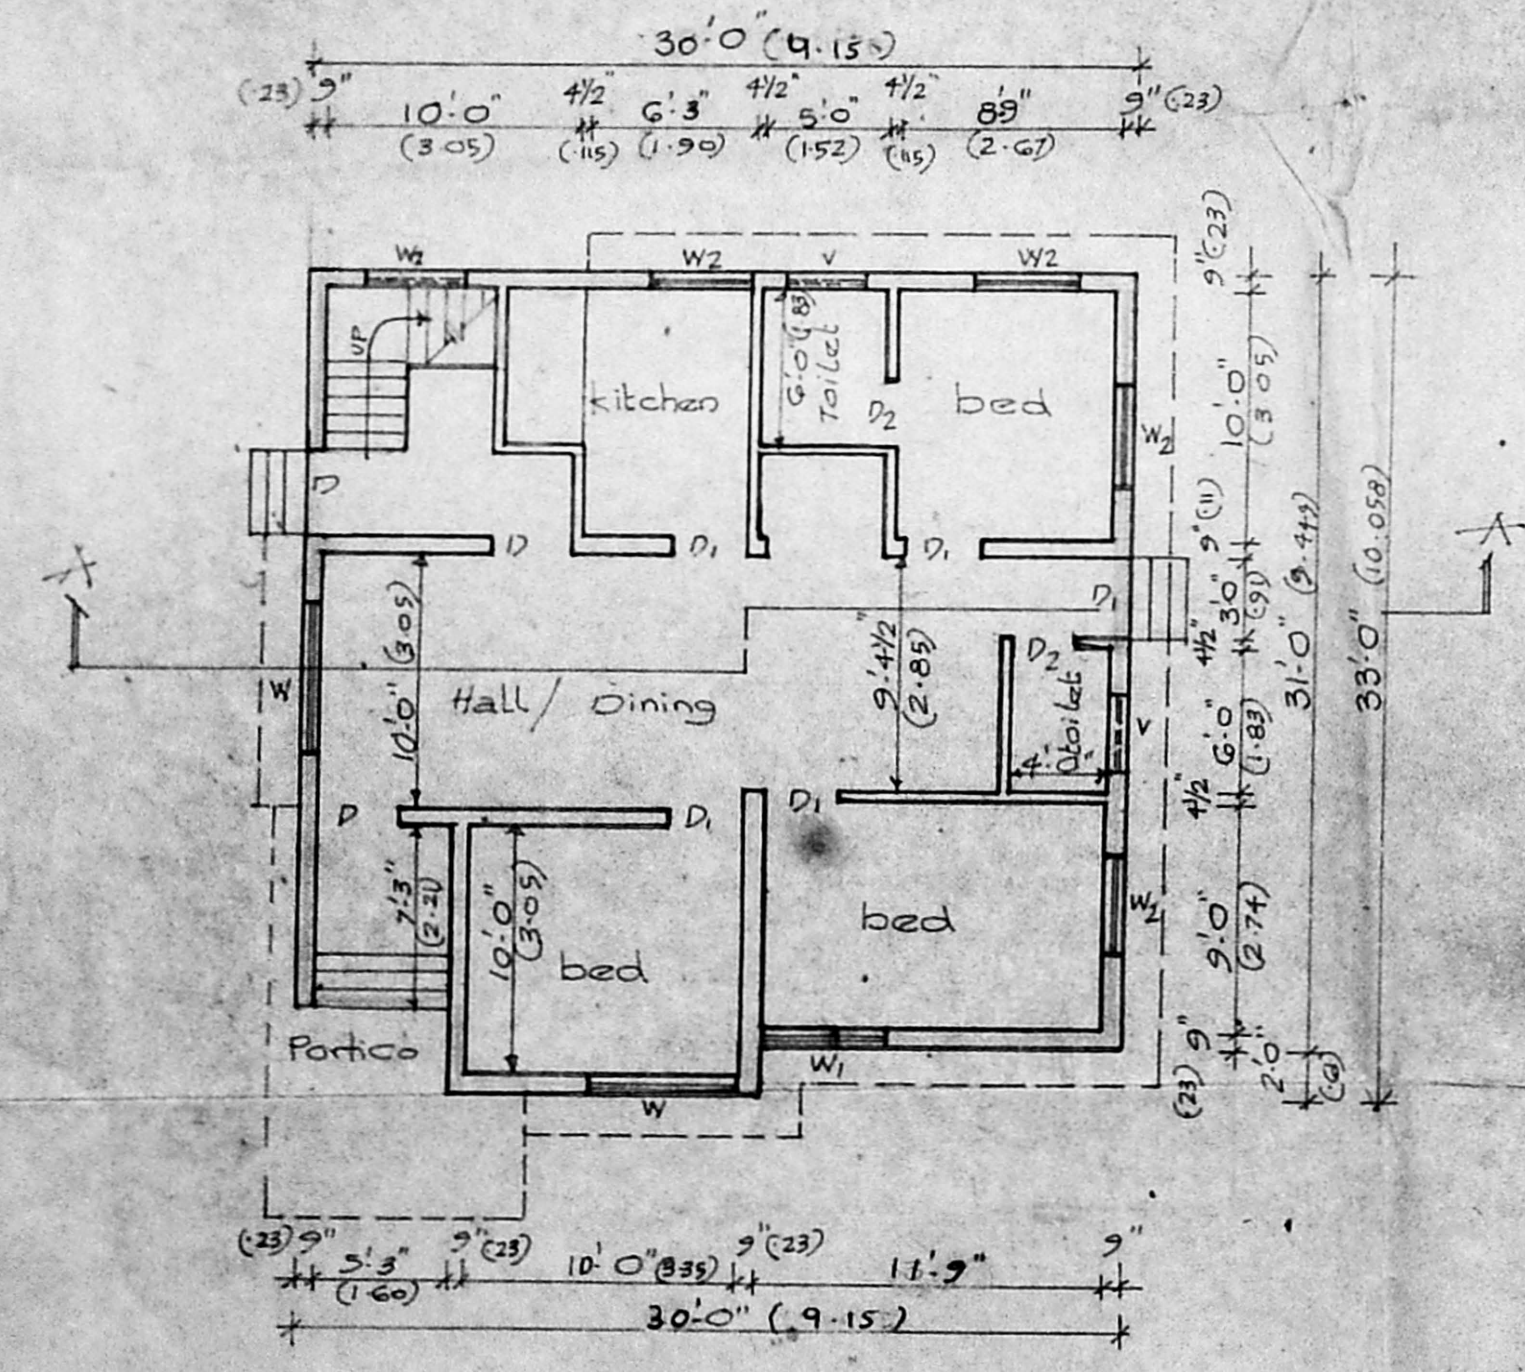 30'-0" (9.15)
(.23) 9" 4½" 4½" 4½" 9" (.23)
10'-0" 6'-3" 5'-0" 8'9"
(3.05) (.115) (1.90) (1.52) (.115) (2.67)
9" (.23)
W2 W2 V W2
UP
6'-0" (1.83)
Toilet
kitchen
D2
bed
W2
10'-0"
(3.05)
D
D D1 D1
9" (.11)
X
X
10'-0" (3.05)
9'-4½"
(2.85)
D1
3'-0"
(.91)
4½"
31'-0" (9.449)
33'-0" (10.058)
D2
W
Hall / Dining
toilet
V
6'-0"
(1.83)
4½"
D D1 D1
7'-3"
(2.21)
10'-0"
(3.05)
bed
bed
W2
9'-0"
(2.74)
Portico
W1
W
9"
(23)
2'-0"
(23) 9" 9" (23) 9" (23) 9"
5'-3" 10'-0" (3.35) 11'-9"
(1.60)
30'-0" (9.15)